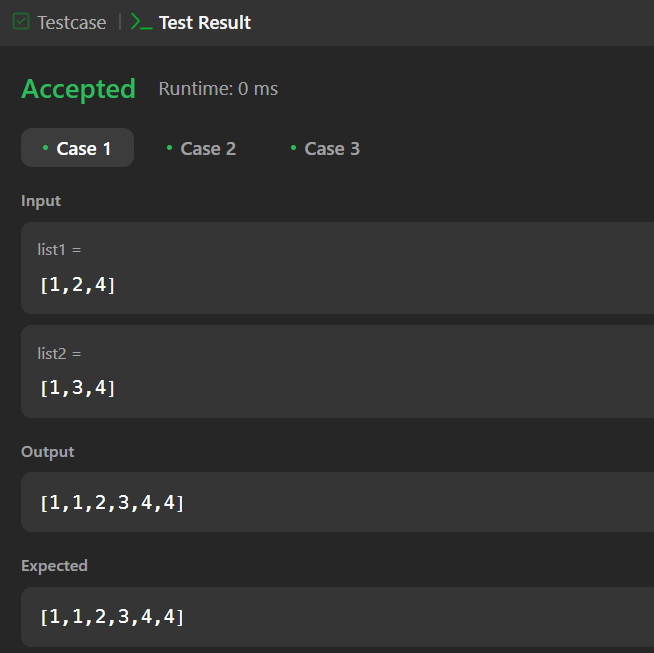 Testcase | >_ Test Result
Accepted Runtime: 0 ms
• Case 1 • Case 2 • Case 3
Input
list1 =
[1,2,4]
list2 =
[1,3,4]
Output
[1,1,2,3,4,4]
Expected
[1,1,2,3,4,4]